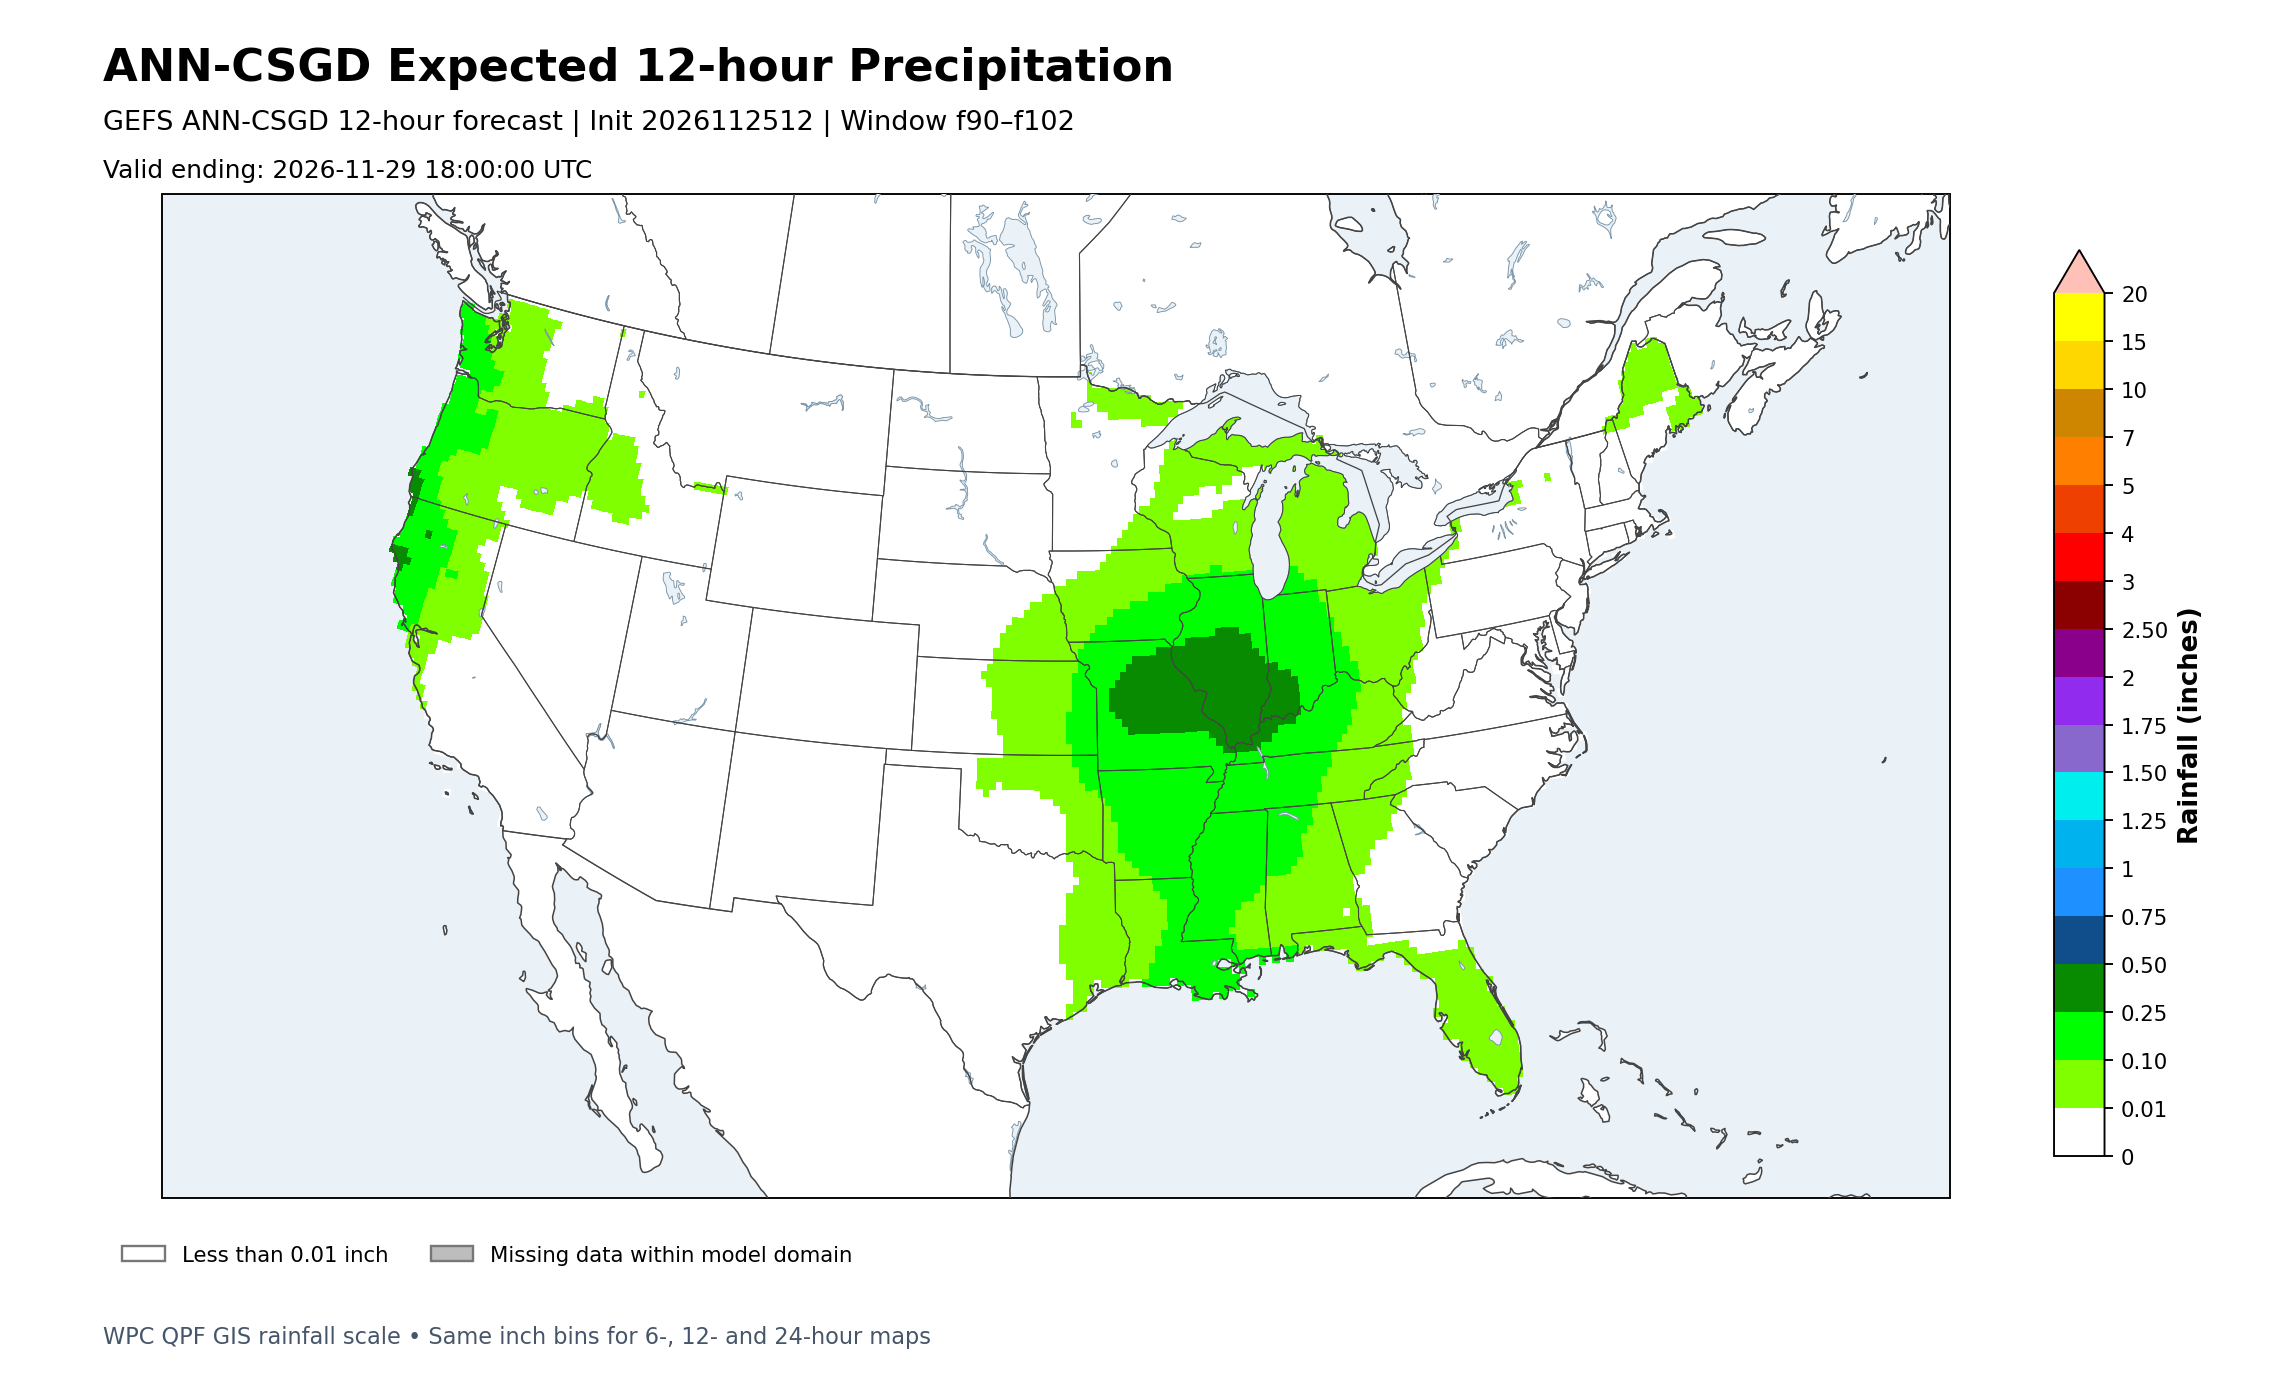 ANN-CSGD Expected 12-hour Precipitation
GEFS ANN-CSGD 12-hour forecast | Init 2026112512 | Window f90–f102
Valid ending: 2026-11-29 18:00:00 UTC
20
15
10
7
5
4
3
2.50
2
1.75
1.50
1.25
1
0.75
0.50
0.25
0.10
0.01
0
Rainfall (inches)
Less than 0.01 inch
Missing data within model domain
WPC QPF GIS rainfall scale • Same inch bins for 6-, 12- and 24-hour maps